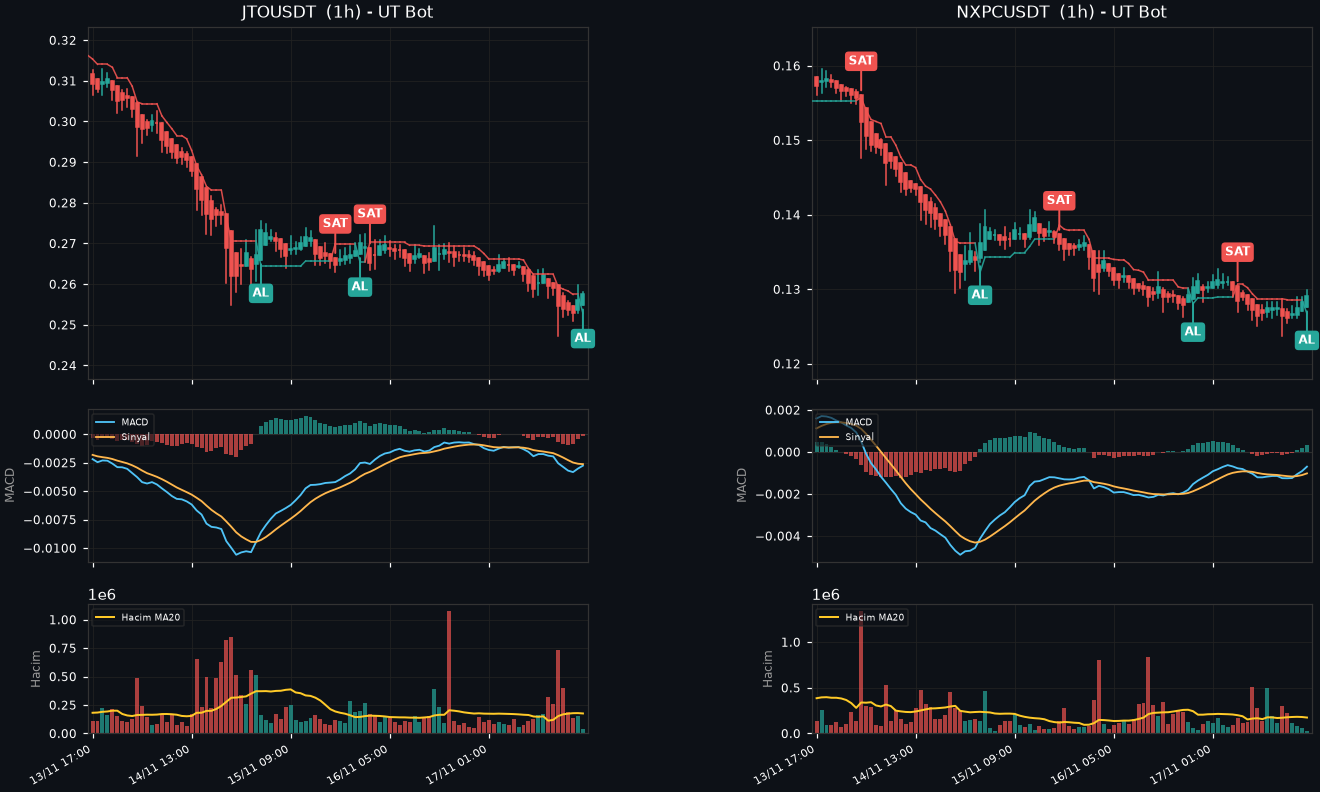 JTOUSDT  (1h) - UT Bot
0.32
0.31
0.30
0.29
0.28
0.27
0.26
0.25
0.24
SAT
SAT
AL
AL
AL
MACD
Sinyal
0.0000
−0.0025
−0.0050
−0.0075
−0.0100
MACD
1e6
Hacim MA20
1.00
0.75
0.50
0.25
0.00
Hacim
13/11 17:00
14/11 13:00
15/11 09:00
16/11 05:00
17/11 01:00
NXPCUSDT  (1h) - UT Bot
0.16
0.15
0.14
0.13
0.12
SAT
SAT
SAT
AL
AL
AL
MACD
Sinyal
0.002
0.000
−0.002
−0.004
MACD
1e6
Hacim MA20
1.0
0.5
0.0
Hacim
13/11 17:00
14/11 13:00
15/11 09:00
16/11 05:00
17/11 01:00